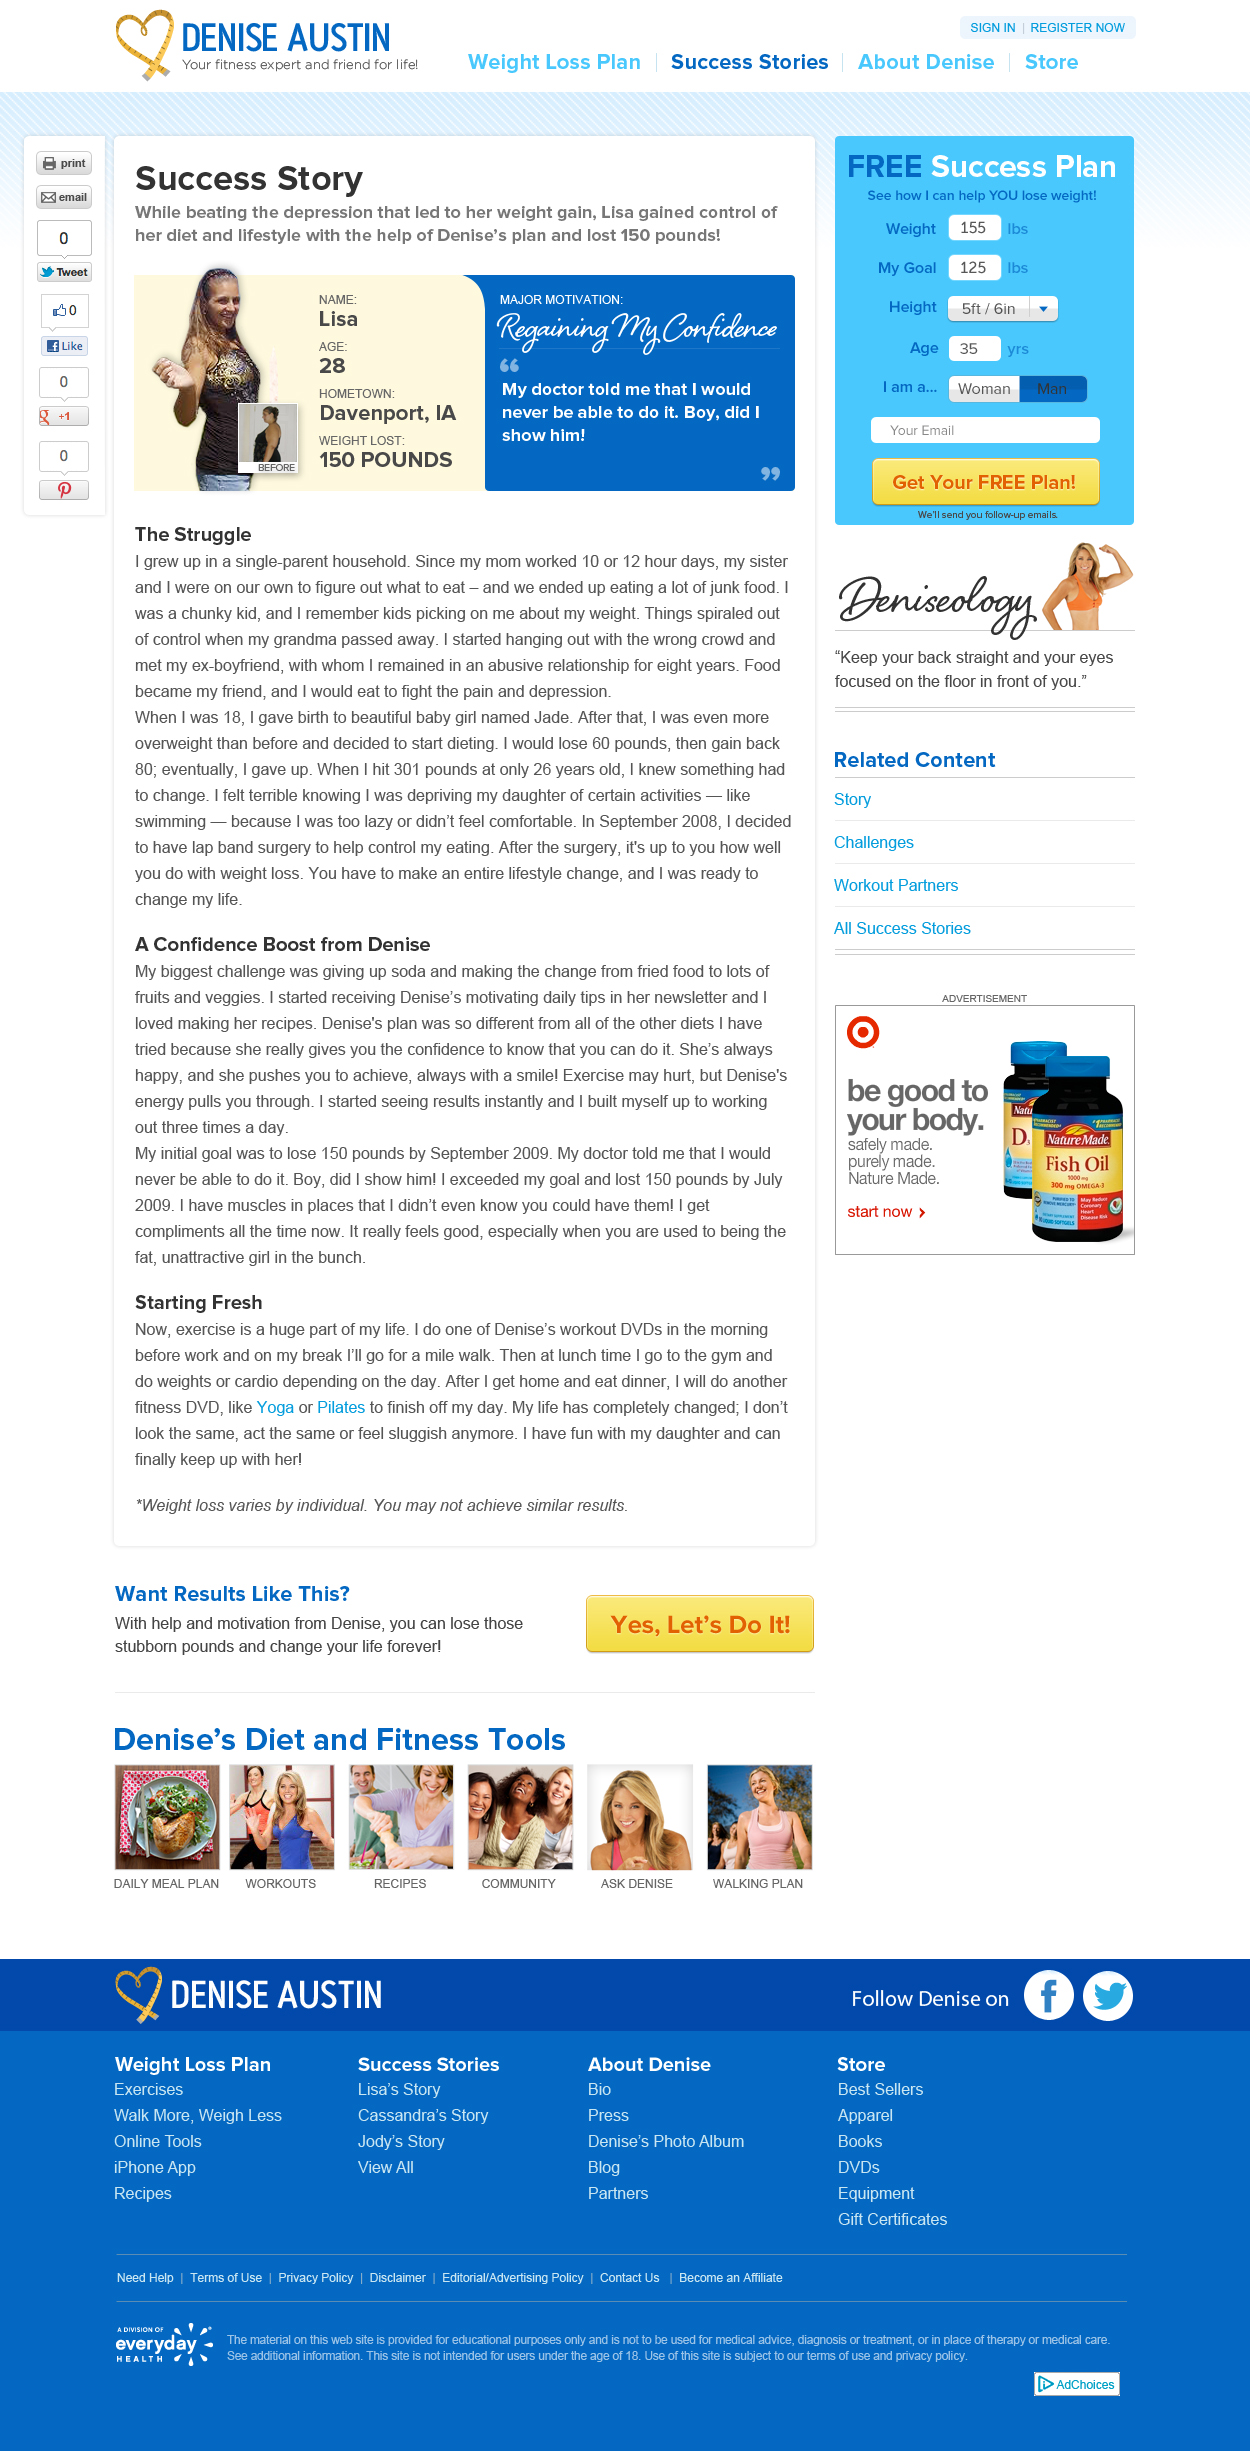 DENISE AUSTIN
Your fitness expert and friend for life!
SIGN IN | REGISTER NOW
Weight Loss Plan | Success Stories | About Denise | Store
print
email
0
Tweet
0
Like
0
+1
0
Success Story
While beating the depression that led to her weight gain, Lisa gained control of
her diet and lifestyle with the help of Denise’s plan and lost 150 pounds!
BEFORE
NAME:
Lisa
AGE:
28
HOMETOWN:
Davenport, IA
WEIGHT LOST:
150 POUNDS
MAJOR MOTIVATION:
Regaining My Confidence
“
My doctor told me that I would
never be able to do it. Boy, did I
show him!
”
The Struggle
I grew up in a single-parent household. Since my mom worked 10 or 12 hour days, my sister
and I were on our own to figure out what to eat – and we ended up eating a lot of junk food. I
was a chunky kid, and I remember kids picking on me about my weight. Things spiraled out
of control when my grandma passed away. I started hanging out with the wrong crowd and
met my ex-boyfriend, with whom I remained in an abusive relationship for eight years. Food
became my friend, and I would eat to fight the pain and depression.
When I was 18, I gave birth to beautiful baby girl named Jade. After that, I was even more
overweight than before and decided to start dieting. I would lose 60 pounds, then gain back
80; eventually, I gave up. When I hit 301 pounds at only 26 years old, I knew something had
to change. I felt terrible knowing I was depriving my daughter of certain activities — like
swimming — because I was too lazy or didn’t feel comfortable. In September 2008, I decided
to have lap band surgery to help control my eating. After the surgery, it's up to you how well
you do with weight loss. You have to make an entire lifestyle change, and I was ready to
change my life.
A Confidence Boost from Denise
My biggest challenge was giving up soda and making the change from fried food to lots of
fruits and veggies. I started receiving Denise’s motivating daily tips in her newsletter and I
loved making her recipes. Denise's plan was so different from all of the other diets I have
tried because she really gives you the confidence to know that you can do it. She’s always
happy, and she pushes you to achieve, always with a smile! Exercise may hurt, but Denise's
energy pulls you through. I started seeing results instantly and I built myself up to working
out three times a day.
My initial goal was to lose 150 pounds by September 2009. My doctor told me that I would
never be able to do it. Boy, did I show him! I exceeded my goal and lost 150 pounds by July
2009. I have muscles in places that I didn’t even know you could have them! I get
compliments all the time now. It really feels good, especially when you are used to being the
fat, unattractive girl in the bunch.
Starting Fresh
Now, exercise is a huge part of my life. I do one of Denise’s workout DVDs in the morning
before work and on my break I’ll go for a mile walk. Then at lunch time I go to the gym and
do weights or cardio depending on the day. After I get home and eat dinner, I will do another
fitness DVD, like Yoga or Pilates to finish off my day. My life has completely changed; I don’t
look the same, act the same or feel sluggish anymore. I have fun with my daughter and can
finally keep up with her!
*Weight loss varies by individual. You may not achieve similar results.
FREE Success Plan
See how I can help YOU lose weight!
Weight 155 lbs
My Goal 125 lbs
Height 5ft / 6in
Age 35 yrs
I am a... Woman Man
Your Email
Get Your FREE Plan!
We'll send you follow-up emails.
Deniseology
“Keep your back straight and your eyes
focused on the floor in front of you.”
Related Content
Story
Challenges
Workout Partners
All Success Stories
ADVERTISEMENT
be good to
your body.
safely made.
purely made.
Nature Made.
start now
D3
Nature Made
Fish Oil
1000 mg
300 mg OMEGA-3
May Reduce
Coronary
Heart
Disease Risk
Want Results Like This?
With help and motivation from Denise, you can lose those
stubborn pounds and change your life forever!
Yes, Let’s Do It!
Denise’s Diet and Fitness Tools
DAILY MEAL PLAN WORKOUTS RECIPES COMMUNITY ASK DENISE WALKING PLAN
DENISE AUSTIN
Follow Denise on
Weight Loss Plan
Exercises
Walk More, Weigh Less
Online Tools
iPhone App
Recipes
Success Stories
Lisa’s Story
Cassandra’s Story
Jody’s Story
View All
About Denise
Bio
Press
Denise’s Photo Album
Blog
Partners
Store
Best Sellers
Apparel
Books
DVDs
Equipment
Gift Certificates
Need Help | Terms of Use | Privacy Policy | Disclaimer | Editorial/Advertising Policy | Contact Us | Become an Affiliate
A DIVISION OF
everyday
HEALTH
The material on this web site is provided for educational purposes only and is not to be used for medical advice, diagnosis or treatment, or in place of therapy or medical care.
See additional information. This site is not intended for users under the age of 18. Use of this site is subject to our terms of use and privacy policy.
AdChoices